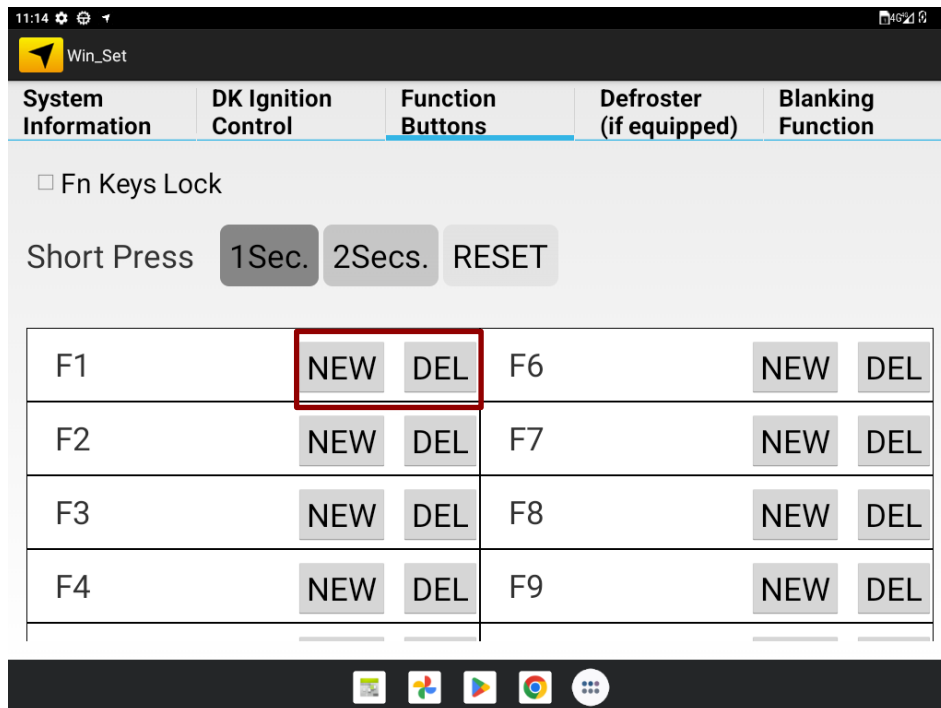 11:14
4G
Win_Set
System Information
DK Ignition Control
Function Buttons
Defroster (if equipped)
Blanking Function
Fn Keys Lock
Short Press 1Sec. 2Secs. RESET
F1 NEW DEL F6 NEW DEL
F2 NEW DEL F7 NEW DEL
F3 NEW DEL F8 NEW DEL
F4 NEW DEL F9 NEW DEL